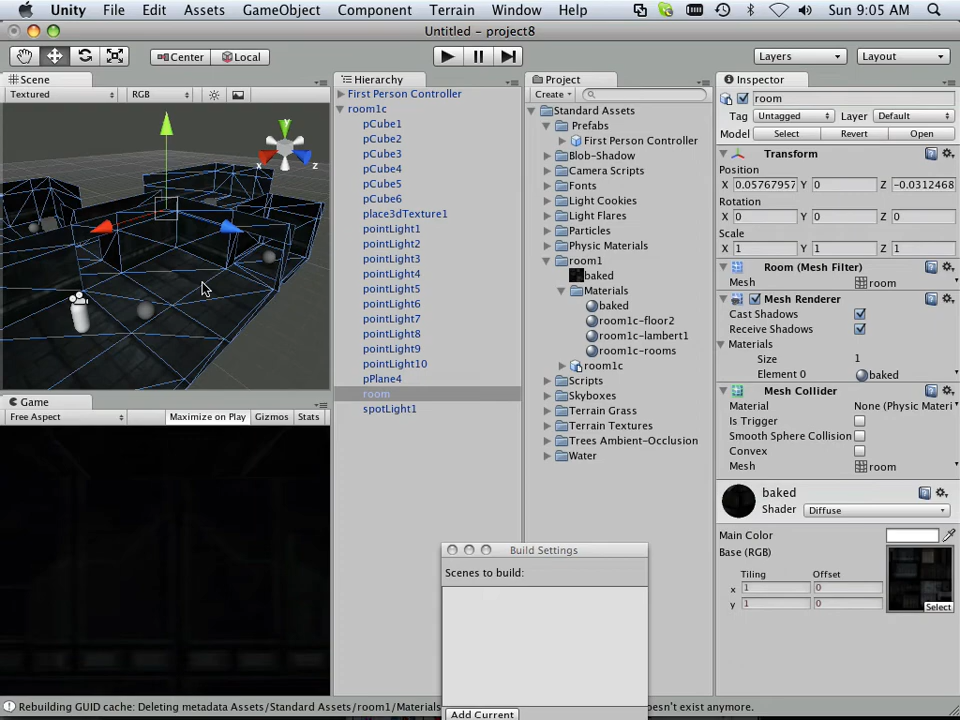 Unity File Edit Assets GameObject Component Terrain Window Help Sun 9:05 AM
Untitled - project8
Center Local Layers Layout
Scene
Textured RGB
Y
X Z
Game
Free Aspect Maximize on Play Gizmos Stats
Hierarchy
First Person Controller
room1c
pCube1
pCube2
pCube3
pCube4
pCube5
pCube6
place3dTexture1
pointLight1
pointLight2
pointLight3
pointLight4
pointLight5
pointLight6
pointLight7
pointLight8
pointLight9
pointLight10
pPlane4
room
spotLight1
Project
Create
Standard Assets
Prefabs
First Person Controller
Blob-Shadow
Camera Scripts
Fonts
Light Cookies
Light Flares
Particles
Physic Materials
room1
baked
Materials
baked
room1c-floor2
room1c-lambert1
room1c-rooms
room1c
Scripts
Skyboxes
Terrain Grass
Terrain Textures
Trees Ambient-Occlusion
Water
Inspector
room
Tag Untagged Layer Default
Model Select Revert Open
Transform
Position
X 0.05767957 Y 0 Z -0.0312468
Rotation
X 0 Y 0 Z 0
Scale
X 1 Y 1 Z 1
Room (Mesh Filter)
Mesh room
Mesh Renderer
Cast Shadows
Receive Shadows
Materials
Size 1
Element 0 baked
Mesh Collider
Material None (Physic Materi
Is Trigger
Smooth Sphere Collision
Convex
Mesh room
baked
Shader Diffuse
Main Color
Base (RGB)
Tiling Offset
x 1 0
y 1 0
Select
Build Settings
Scenes to build:
Add Current
Rebuilding GUID cache: Deleting metadata Assets/Standard Assets/room1/Materials
esn't exist anymore.